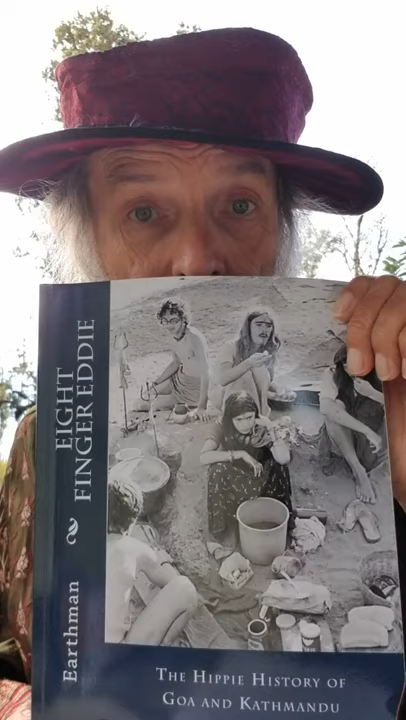 EIGHT
FINGER EDDIE
Earthman
THE HIPPIE HISTORY OF
GOA AND KATHMANDU